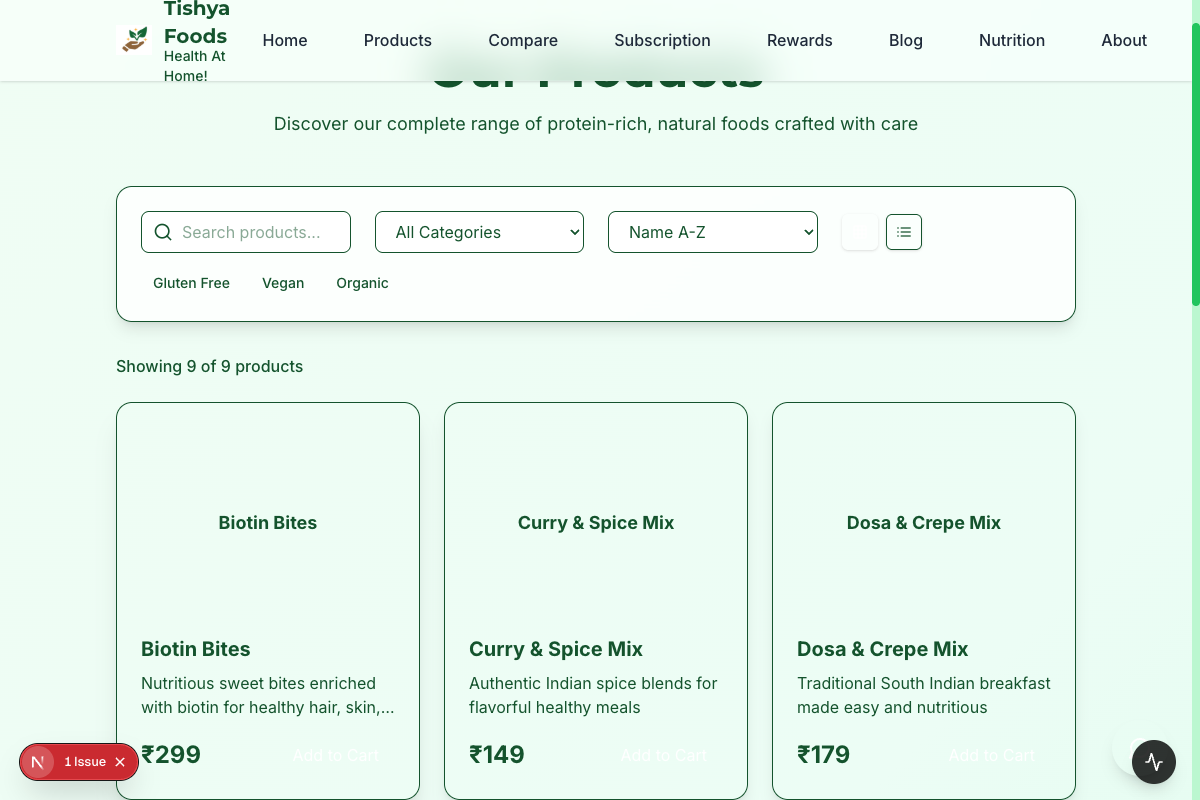 Tishya
Foods
Health At
Home!
Home
Products
Compare
Subscription
Rewards
Blog
Nutrition
About
Our Products
Discover our complete range of protein-rich, natural foods crafted with care
Search products...
All Categories
Name A-Z
Gluten Free
Vegan
Organic
Showing 9 of 9 products
Biotin Bites
Curry & Spice Mix
Dosa & Crepe Mix
Biotin Bites
Nutritious sweet bites enriched
with biotin for healthy hair, skin,...
₹299
Add to Cart
Curry & Spice Mix
Authentic Indian spice blends for
flavorful healthy meals
₹149
Add to Cart
Dosa & Crepe Mix
Traditional South Indian breakfast
made easy and nutritious
₹179
Add to Cart
N
1 Issue